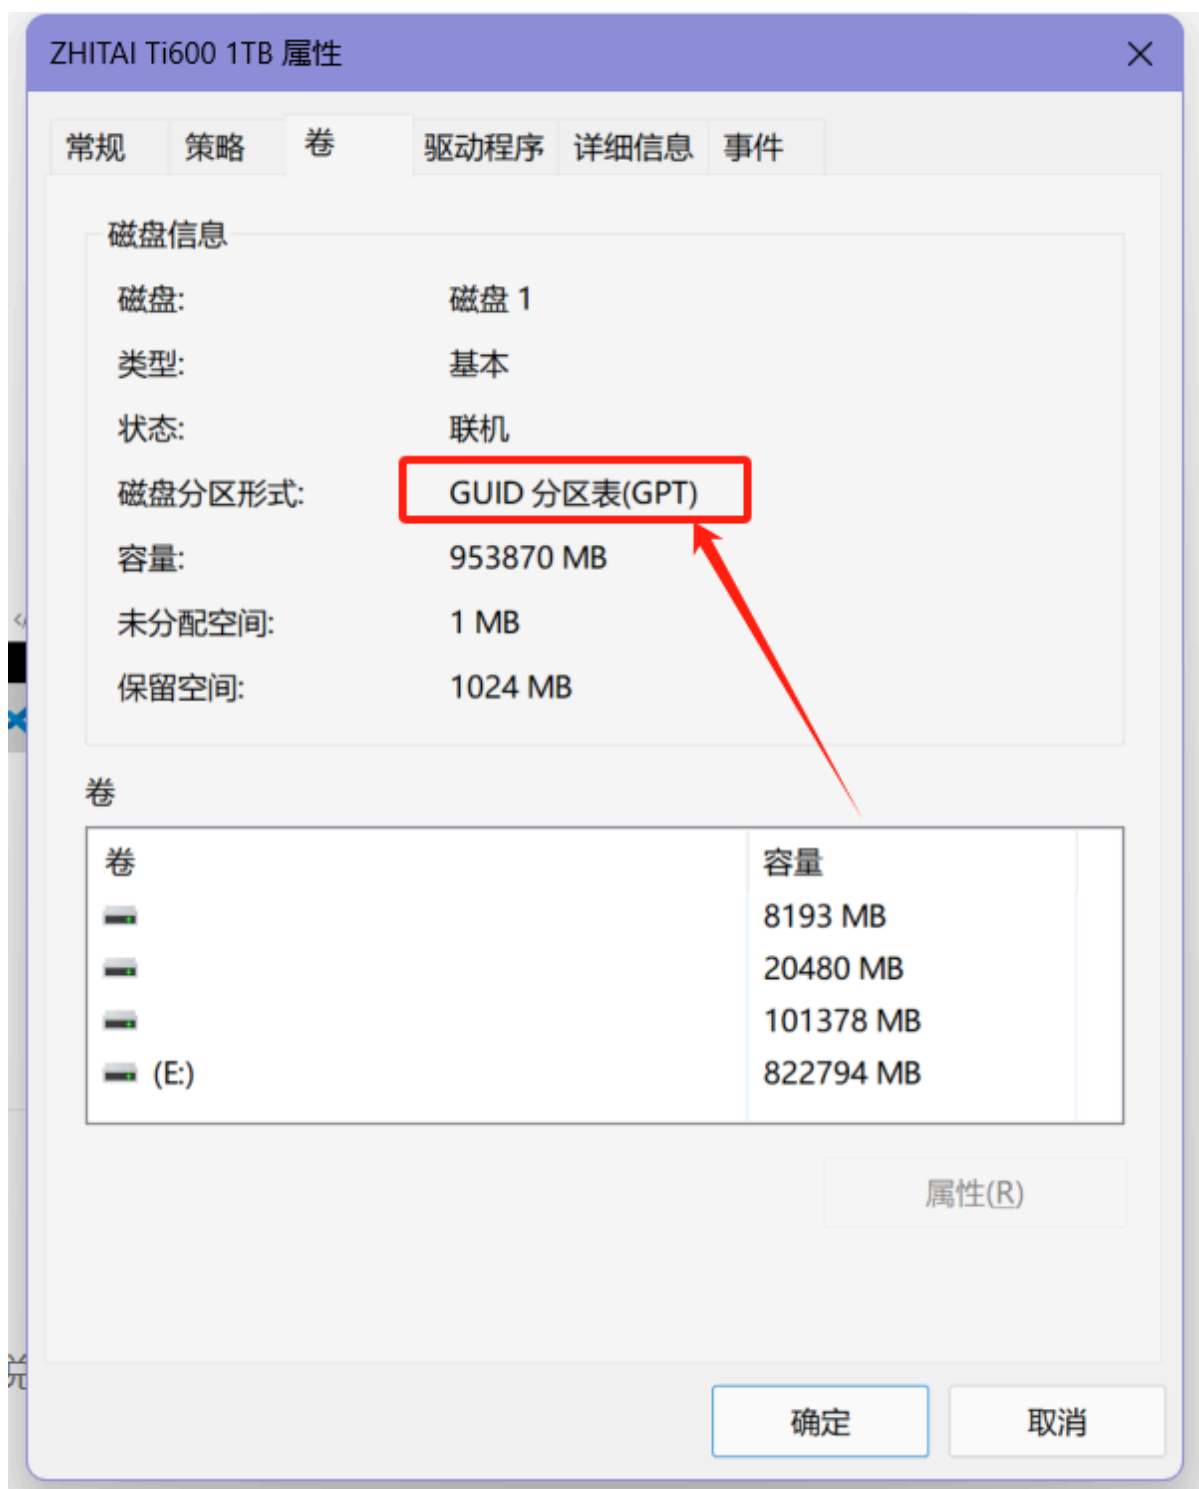 ZHITAI Ti600 1TB 属性
常规 策略 卷 驱动程序 详细信息 事件
磁盘信息
磁盘: 磁盘 1
类型: 基本
状态: 联机
磁盘分区形式: GUID 分区表(GPT)
容量: 953870 MB
未分配空间: 1 MB
保留空间: 1024 MB
卷
卷 容量
8193 MB
20480 MB
101378 MB
(E:) 822794 MB
属性(R)
确定 取消